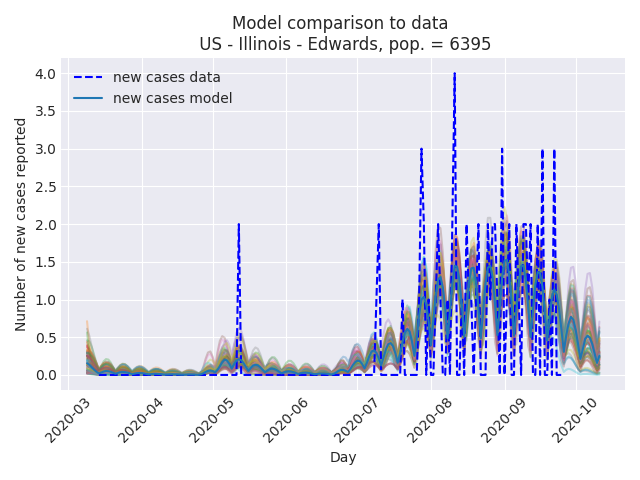 Model comparison to data
US - Illinois - Edwards, pop. = 6395
new cases data
new cases model
Number of new cases reported
4.0
3.5
3.0
2.5
2.0
1.5
1.0
0.5
0.0
2020-03
2020-04
2020-05
2020-06
2020-07
2020-08
2020-09
2020-10
Day